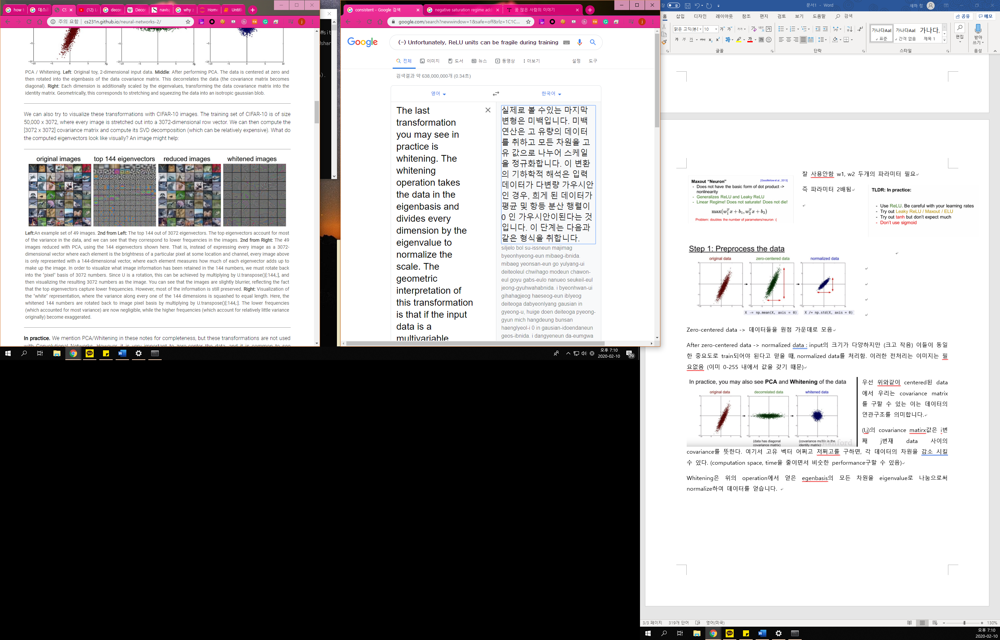 how t
데스크
CS
(12) L
decor
Decor
navisp
why z
Home
Untitle
주의 요함
cs231n.github.io/neural-networks-2/
PCA / Whitening. Left: Original toy, 2-dimensional input data. Middle: After performing PCA. The data is centered at zero and
then rotated into the eigenbasis of the data covariance matrix. This decorrelates the data (the covariance matrix becomes
diagonal). Right: Each dimension is additionally scaled by the eigenvalues, transforming the data covariance matrix into the
identity matrix. Geometrically, this corresponds to stretching and squeezing the data into an isotropic gaussian blob.
We can also try to visualize these transformations with CIFAR-10 images. The training set of CIFAR-10 is of size
50,000 x 3072, where every image is stretched out into a 3072-dimensional row vector. We can then compute the
[3072 x 3072] covariance matrix and compute its SVD decomposition (which can be relatively expensive). What do
the computed eigenvectors look like visually? An image might help:
original images
top 144 eigenvectors
reduced images
whitened images
Left:An example set of 49 images. 2nd from Left: The top 144 out of 3072 eigenvectors. The top eigenvectors account for most
of the variance in the data, and we can see that they correspond to lower frequencies in the images. 2nd from Right: The 49
images reduced with PCA, using the 144 eigenvectors shown here. That is, instead of expressing every image as a 3072-
dimensional vector where each element is the brightness of a particular pixel at some location and channel, every image above
is only represented with a 144-dimensional vector, where each element measures how much of each eigenvector adds up to
make up the image. In order to visualize what image information has been retained in the 144 numbers, we must rotate back
into the "pixel" basis of 3072 numbers. Since U is a rotation, this can be achieved by multiplying by U.transpose()[:144,:], and
then visualizing the resulting 3072 numbers as the image. You can see that the images are slightly blurrier, reflecting the fact
that the top eigenvectors capture lower frequencies. However, most of the information is still preserved. Right: Visualization of
the "white" representation, where the variance along every one of the 144 dimensions is squashed to equal length. Here, the
whitened 144 numbers are rotated back to image pixel basis by multiplying by U.transpose()[:144,:]. The lower frequencies
(which accounted for most variance) are now negligible, while the higher frequencies (which account for relatively little variance
originally) become exaggerated.
In practice. We mention PCA/Whitening in these notes for completeness, but these transformations are not used
with Convolutional Networks. However, it is very important to zero-center the data, and it is common to see
consistent - Google 검색
negative saturation regime add
꿈 많은 사람의 이야기
google.com/search?newwindow=1&safe=off&rlz=1C1C...
Google
(-) Unfortunately, ReLU units can be fragile during training
전체
이미지
도서
뉴스
동영상
더보기
설정
도구
검색결과 약 638,000,000개 (0.34초)
영어
한국어
The last
transformation
you may see in
practice is
whitening. The
whitening
operation takes
the data in the
eigenbasis and
divides every
dimension by the
eigenvalue to
normalize the
scale. The
geometric
interpretation of
this transformation
is that if the input
data is a
multivariable
실제로 볼 수있는 마지막
변형은 미백입니다. 미백
연산은 고 유량의 데이터
를 취하고 모든 차원을 고
유 값으로 나누어 스케일
을 정규화합니다. 이 변환
의 기하학적 해석은 입력
데이터가 다변량 가우시안
인 경우, 희게 된 데이터가
평균 및 항등 분산 행렬이
0 인 가우시안이된다는 것
입니다. 이 단계는 다음과
같은 형식을 취합니다.
siljelo bol su-issneun majimag
byeonhyeong-eun mibaeg-ibnida.
mibaeg yeonsan-eun go yulyang-ui
deiteoleul chwihago modeun chawon-
eul goyu gabs-eulo nanueo seukeil-eul
jeong-gyuhwahabnida. i byeonhwan-ui
gihahagjeog haeseog-eun iblyeog
deiteoga dabyeonlyang gausian in
gyeong-u, huige doen deiteoga pyeong-
gyun mich hangdeung bunsan
haenglyeol-i 0 in gausian-idoendaneun
geos-ibnida. i dangyeneun da-eumgwa
오후 7:10
2020-02-10
20
문서1 - Word
새하 정
홈
삽입
디자인
레이아웃
참조
편지
검토
보기
도움말
검색
공유
메모
맑은 고딕(본문
10
가나다AaB
표준
가나다AaB
간격 없음
가나다.
제목 1
편집
받아
쓰기
글꼴
단락
스타일
음성
잘 사용안함 w1, w2 두개의 파라미터 필요
즉 파라미터 2배됨
Maxout “Neuron”
[Goodfellow et al., 2013]
- Does not have the basic form of dot product ->
nonlinearity
- Generalizes ReLU and Leaky ReLU
- Linear Regime! Does not saturate! Does not die!
max(w₁ᵀx + b₁, w₂ᵀx + b₂)
Problem: doubles the number of parameters/neuron :(
TLDR: In practice:
- Use ReLU. Be careful with your learning rates
- Try out Leaky ReLU / Maxout / ELU
- Try out tanh but don't expect much
- Don't use sigmoid
Step 1: Preprocess the data
original data
zero-centered data
normalized data
X -= np.mean(X, axis = 0)
X /= np.std(X, axis = 0)
Zero-centered data -> 데이터들을 원점 가운데로 모음
After zero-centered data -> normalized data : input의 크기가 다양하지만 (크고 작음) 이들이 동일
한 중요도로 train되어야 된다고 믿을 때, normalized data를 처리함. 이러한 전처리는 이미지는 필
요없음 (이미 0-255 내에서 값을 갖기 때문)
In practice, you may also see PCA and Whitening of the data
original data
decorrelated data
whitened data
(data has diagonal
covariance matrix)
(covariance matrix is the
identity matrix)
Stanford
우선 위와같이 centered된 data
에서 우리는 covariance matrix
를 구할 수 있는 이는 데이터의
연관구조를 의미합니다.
(I,j)의 covariance matirx값은 i번
째 j번재 data 사이의
covariance를 뜻한다. 여기서 고유 벡터 어쩌고 저쩌고를 구하면, 각 데이터의 차원을 감소 시킬
수 있다. (computation space, time을 줄이면서 비슷한 performance구할 수 있음)
Whitening은 위의 operation에서 얻은 egenbasis의 모든 차원을 eigenvalue로 나눔으로써
normalize하여 데이터를 얻습니다.
3/3 페이지
319개 단어
영어(미국)
130%
오후 7:10
2020-02-10